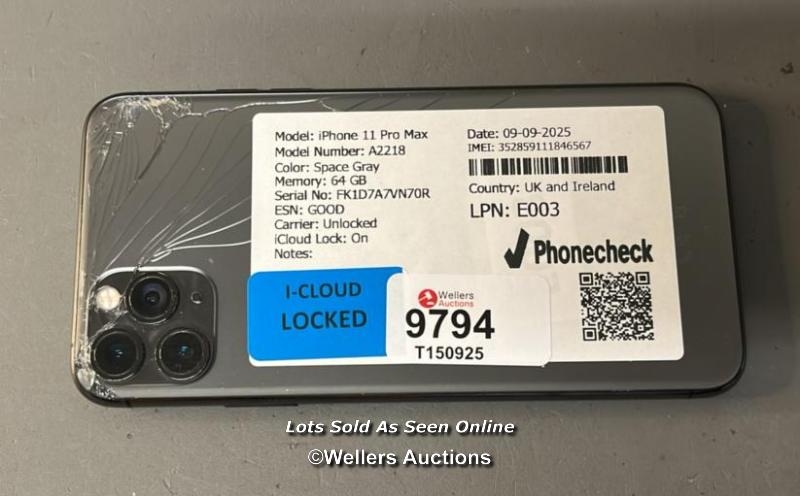 Model: iPhone 11 Pro Max
Model Number: A2218
Color: Space Gray
Memory: 64 GB
Serial No: FK1D7A7VN70R
ESN: GOOD
Carrier: Unlocked
iCloud Lock: On
Notes:
Date: 09-09-2025
IMEI: 352859111846567
Country: UK and Ireland
LPN: E003
Phonecheck
I-CLOUD
LOCKED
Wellers
Auctions
9794
T150925
Lots Sold As Seen Online
©Wellers Auctions